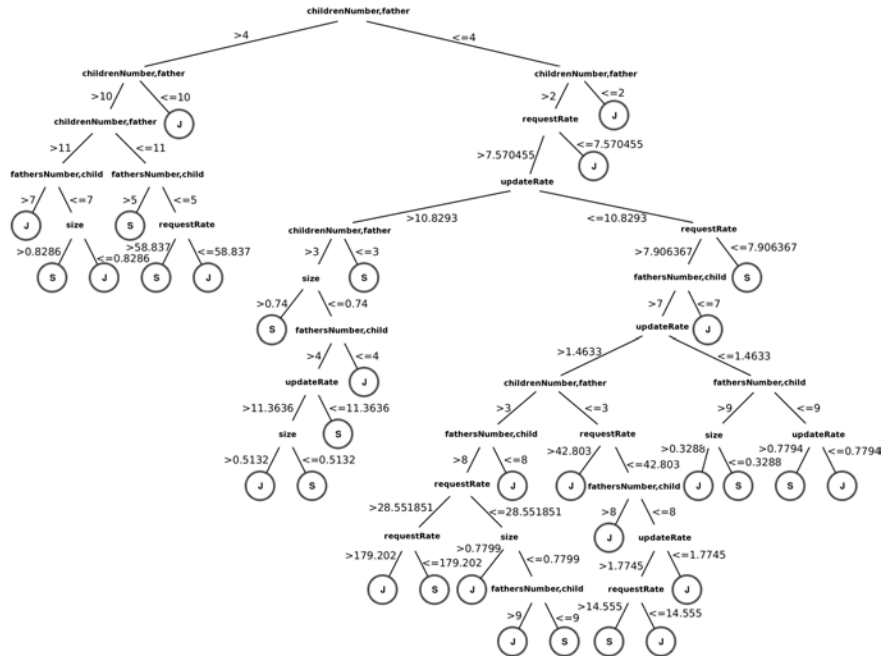 childrenNumber,father
>4
<=4
childrenNumber,father
childrenNumber,father
>10
<=10
>2
<=2
childrenNumber,father
J
requestRate
J
>11
<=11
>7.570455
<=7.570455
fathersNumber,child
fathersNumber,child
updateRate
J
>7
<=7
>5
<=5
>10.8293
<=10.8293
J
size
S
requestRate
childrenNumber,father
requestRate
>0.8286
<=0.8286
>58.837
<=58.837
>3
<=3
>7.906367
<=7.906367
S
J
S
J
size
S
fathersNumber,child
S
>0.74
<=0.74
>7
<=7
S
fathersNumber,child
updateRate
J
>4
<=4
>1.4633
<=1.4633
updateRate
J
childrenNumber,father
fathersNumber,child
>11.3636
<=11.3636
>3
<=3
>9
<=9
size
S
fathersNumber,child
requestRate
size
updateRate
>0.5132
<=0.5132
>8
<=8
>42.803
<=42.803
>0.3288
<=0.3288
>0.7794
<=0.7794
J
S
requestRate
J
J
fathersNumber,child
J
S
S
J
>28.551851
<=28.551851
>8
<=8
requestRate
size
J
updateRate
>179.202
<=179.202
>0.7799
<=0.7799
>1.7745
<=1.7745
J
S
J
fathersNumber,child
requestRate
J
>9
<=9
>14.555
<=14.555
J
S
S
J